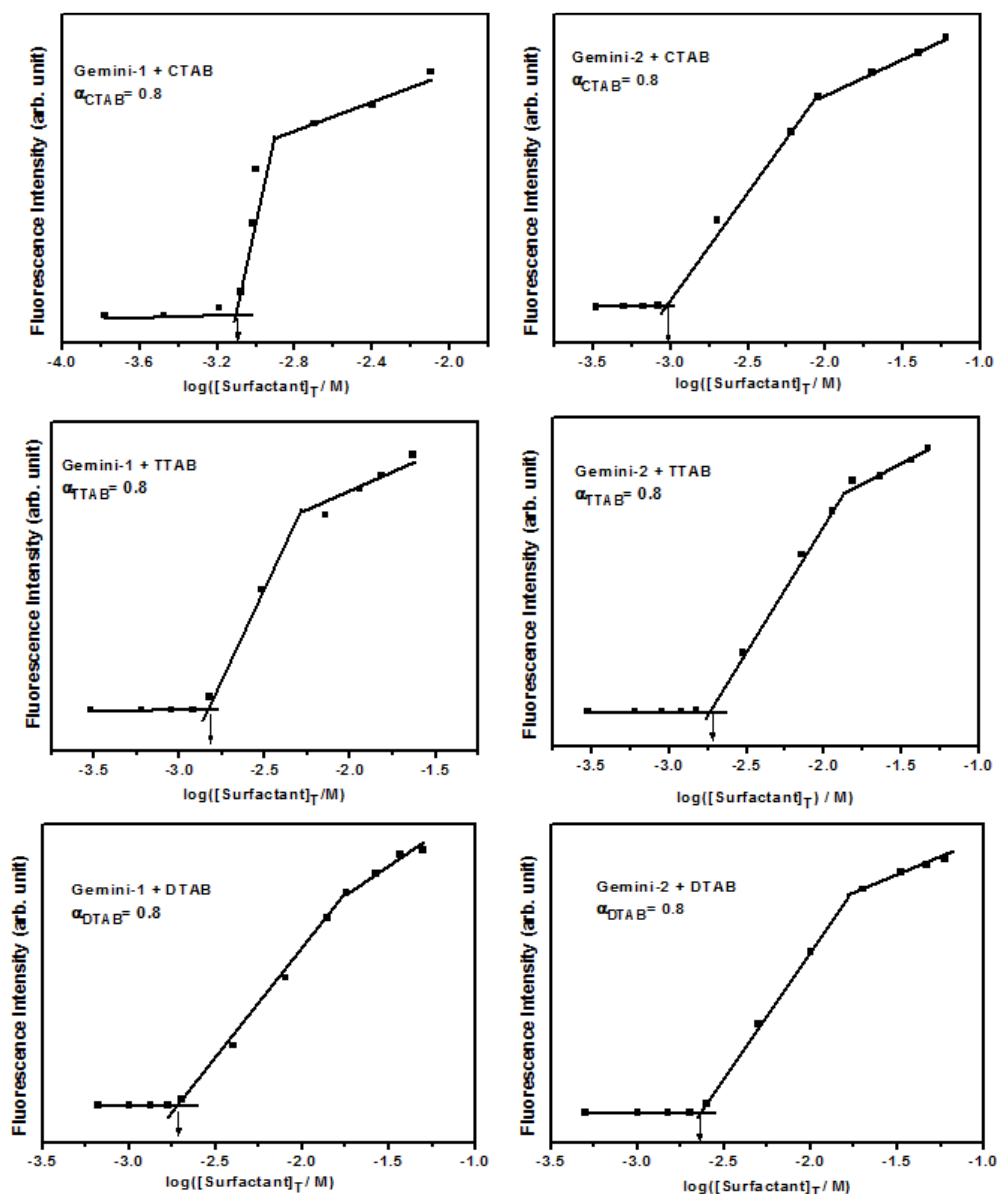 Fluorescence Intensity (arb. unit)
Gemini-1 + CTAB
αCTAB= 0.8
-4.0 -3.6 -3.2 -2.8 -2.4 -2.0
log([Surfactant]T / M)
Fluorescence Intensity (arb. unit)
Gemini-2 + CTAB
αCTAB= 0.8
-3.5 -3.0 -2.5 -2.0 -1.5 -1.0
log([Surfactant]T / M)
Fluorescence Intensity (arb. unit)
Gemini-1 + TTAB
αTTAB= 0.8
-3.5 -3.0 -2.5 -2.0 -1.5
log([Surfactant]T /M)
Fluorescence Intensity (arb. unit)
Gemini-2 + TTAB
αTTAB= 0.8
-3.5 -3.0 -2.5 -2.0 -1.5 -1.0
log([Surfactant]T) / M)
Fluorescence Intensity (arb. unit)
Gemini-1 + DTAB
αDTAB= 0.8
-3.5 -3.0 -2.5 -2.0 -1.5 -1.0
log([Surfactant]T / M)
Fluorescence Intensity (arb. unit)
Gemini-2 + DTAB
αDTAB= 0.8
-3.5 -3.0 -2.5 -2.0 -1.5 -1.0
log([Surfactant]T / M)